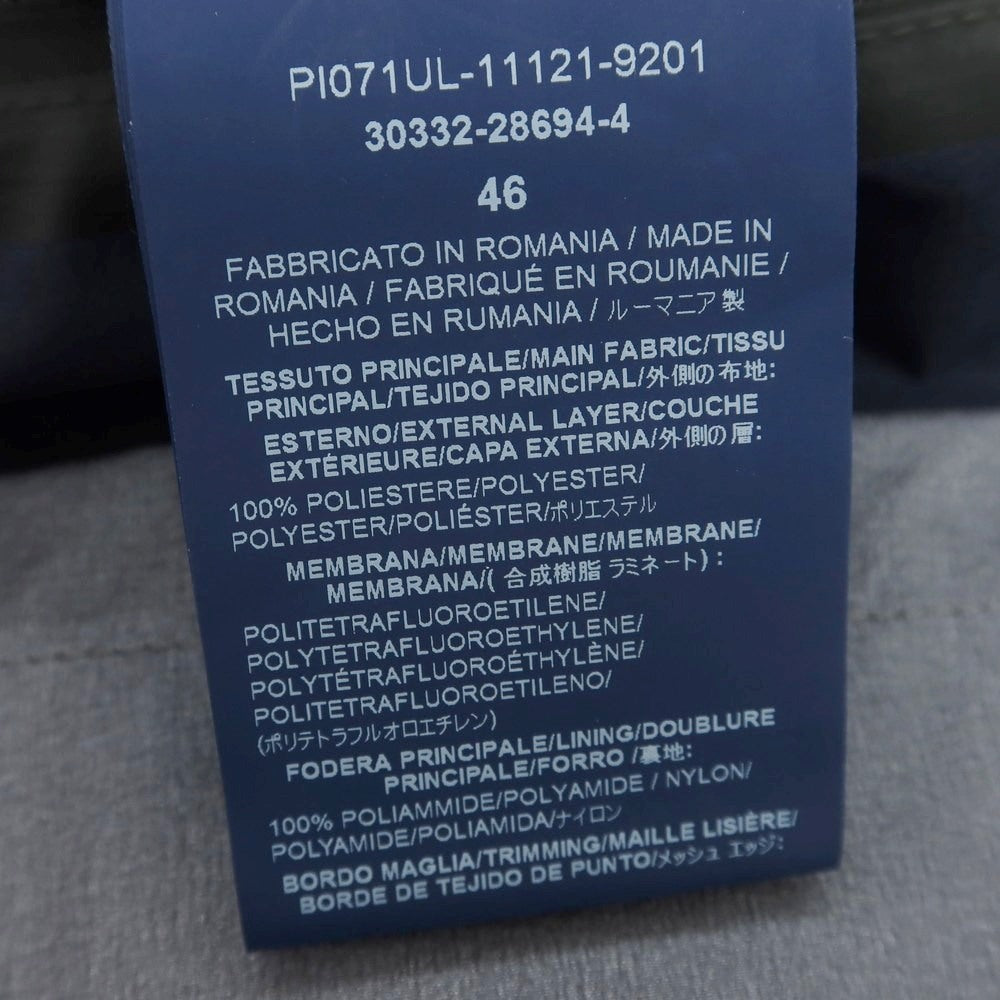 PI071UL-11121-9201
30332-28694-4
46
FABBRICATO IN ROMANIA / MADE IN
ROMANIA / FABRIQUÉ EN ROUMANIE /
HECHO EN RUMANIA / ルーマニア製
TESSUTO PRINCIPALE/MAIN FABRIC/TISSU
PRINCIPAL/TEJIDO PRINCIPAL/外側の布地:
ESTERNO/EXTERNAL LAYER/COUCHE
EXTÉRIEURE/CAPA EXTERNA/外側の層:
100% POLIESTERE/POLYESTER/
POLYESTER/POLIÉSTER/ポリエステル
MEMBRANA/MEMBRANE/MEMBRANE/
MEMBRANA/( 合成樹脂 ラミネート) :
POLITETRAFLUOROETILENE/
POLYTETRAFLUOROETHYLENE/
POLYTÉTRAFLUOROÉTHYLÈNE/
POLITETRAFLUOROETILENO/
(ポリテトラフルオロエチレン)
FODERA PRINCIPALE/LINING/DOUBLURE
PRINCIPALE/FORRO /裏地:
100% POLIAMMIDE/POLYAMIDE / NYLON/
POLYAMIDE/POLIAMIDA/ナイロン
BORDO MAGLIA/TRIMMING/MAILLE LISIÈRE/
BORDE DE TEJIDO DE PUNTO/メッシュ エッジ: